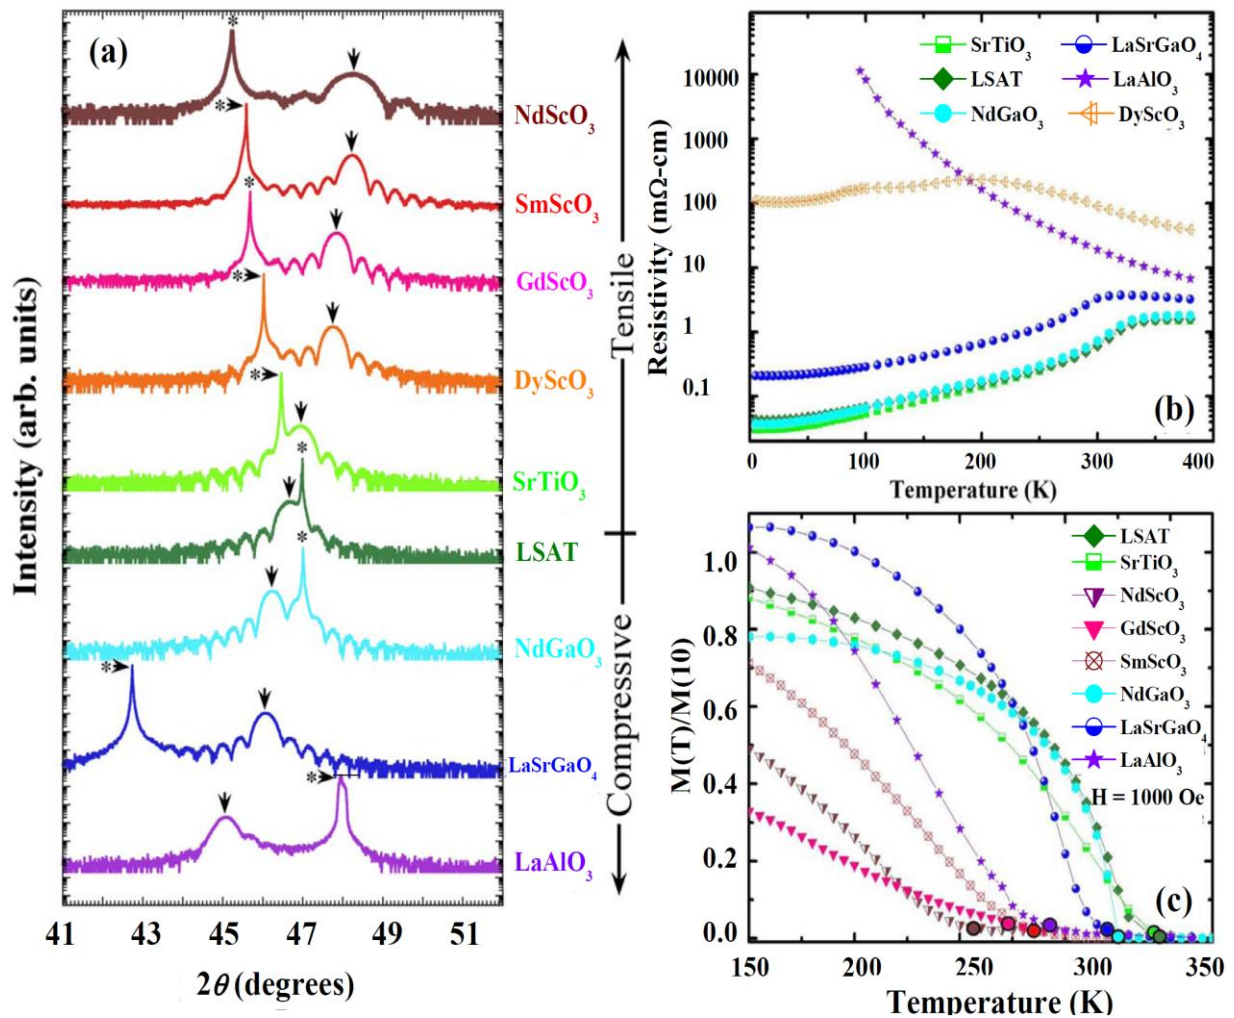 (a)
Intensity (arb. units)
*
NdScO₃
*
SmScO₃
*
GdScO₃
*
DyScO₃
*
SrTiO₃
*
LSAT
*
NdGaO₃
*
LaSrGaO₄
*
LaAlO₃
Tensile
Compressive
41 43 45 47 49 51
2θ (degrees)
SrTiO₃ LaSrGaO₄
LSAT LaAlO₃
NdGaO₃ DyScO₃
Resistivity (mΩ-cm)
10000
1000
100
10
1
0.1
(b)
0 100 200 300 400
Temperature (K)
LSAT
SrTiO₃
NdScO₃
GdScO₃
SmScO₃
NdGaO₃
LaSrGaO₄
LaAlO₃
H = 1000 Oe
M(T)/M(10)
1.0
0.8
0.6
0.4
0.2
0.0
(c)
150 200 250 300 350
Temperature (K)